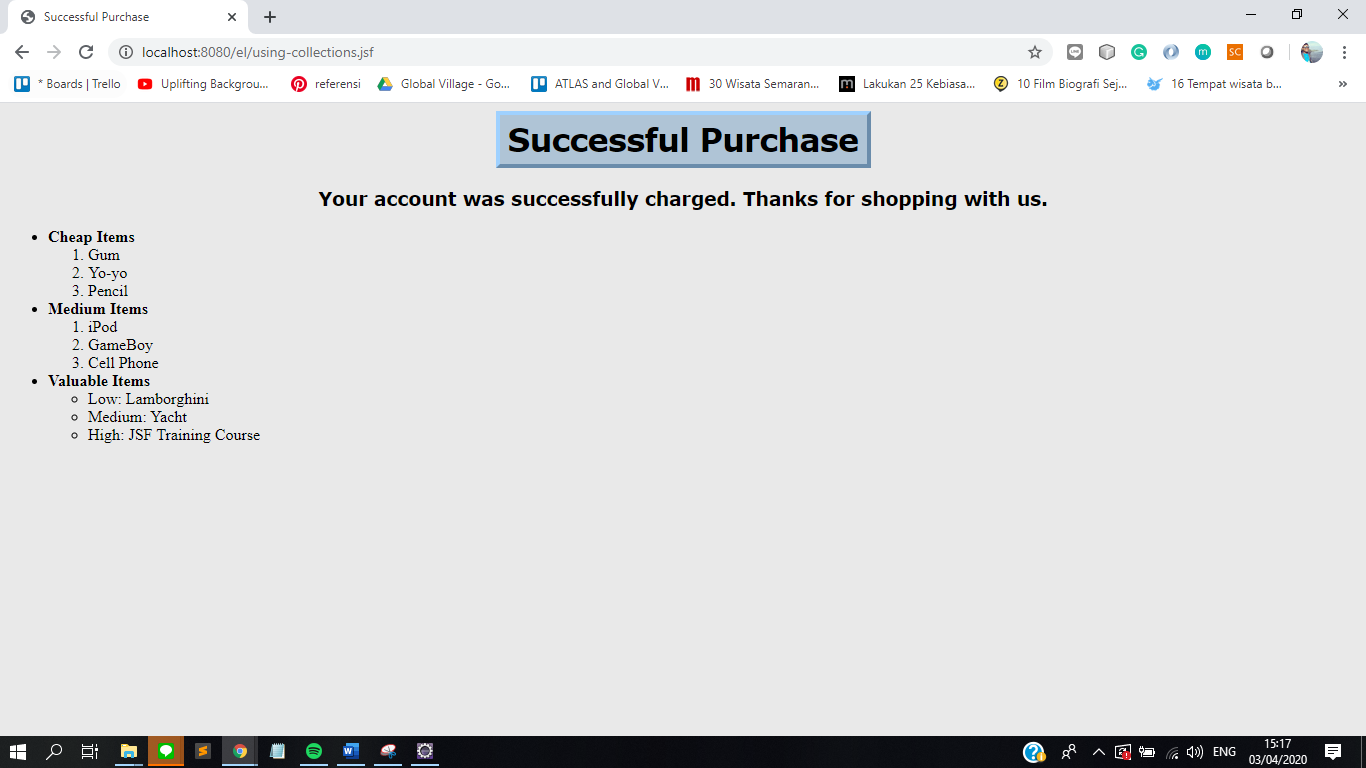 Successful Purchase
localhost:8080/el/using-collections.jsf
* Boards | Trello
Uplifting Backgrou...
referensi
Global Village - Go...
ATLAS and Global V...
30 Wisata Semaran...
Lakukan 25 Kebiasa...
10 Film Biografi Sej...
16 Tempat wisata b...
»
Successful Purchase
Your account was successfully charged. Thanks for shopping with us.
• Cheap Items
1. Gum
2. Yo-yo
3. Pencil
• Medium Items
1. iPod
2. GameBoy
3. Cell Phone
• Valuable Items
○ Low: Lamborghini
○ Medium: Yacht
○ High: JSF Training Course
ENG
15:17
03/04/2020